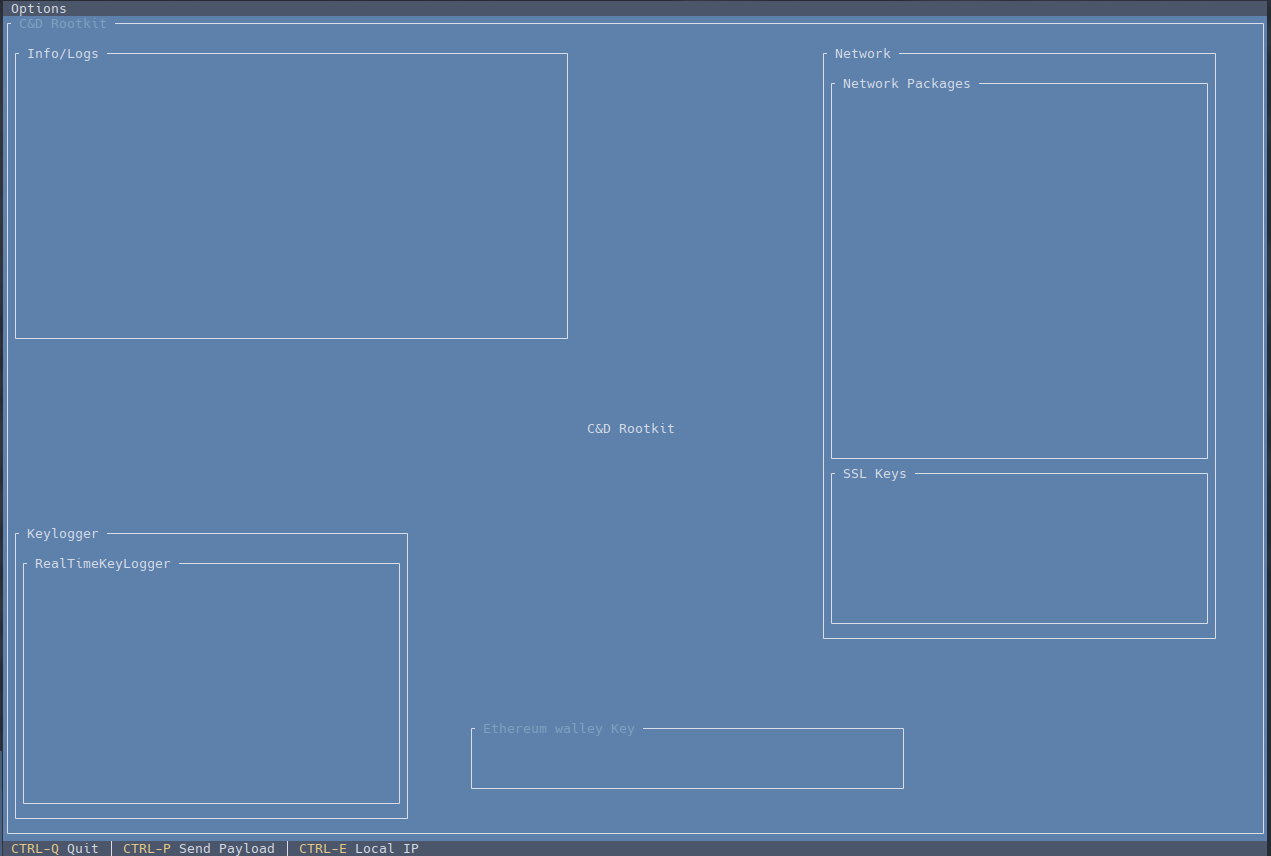 Options
C&D Rootkit
Info/Logs
Network
Network Packages
C&D Rootkit
SSL Keys
Keylogger
RealTimeKeyLogger
Ethereum walley Key
CTRL-Q Quit │ CTRL-P Send Payload │ CTRL-E Local IP